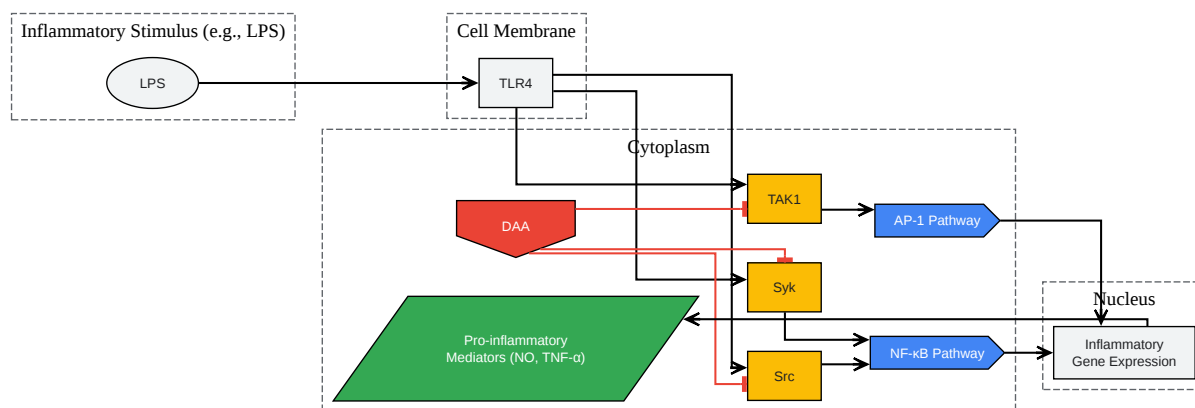 Inflammatory Stimulus (e.g., LPS)
Cell Membrane
LPS
TLR4
Cytoplasm
TAK1
DAA
AP-1 Pathway
Syk
Nucleus
Pro-inflammatory
Mediators (NO, TNF-α)
NF-κB Pathway
Inflammatory
Gene Expression
Src